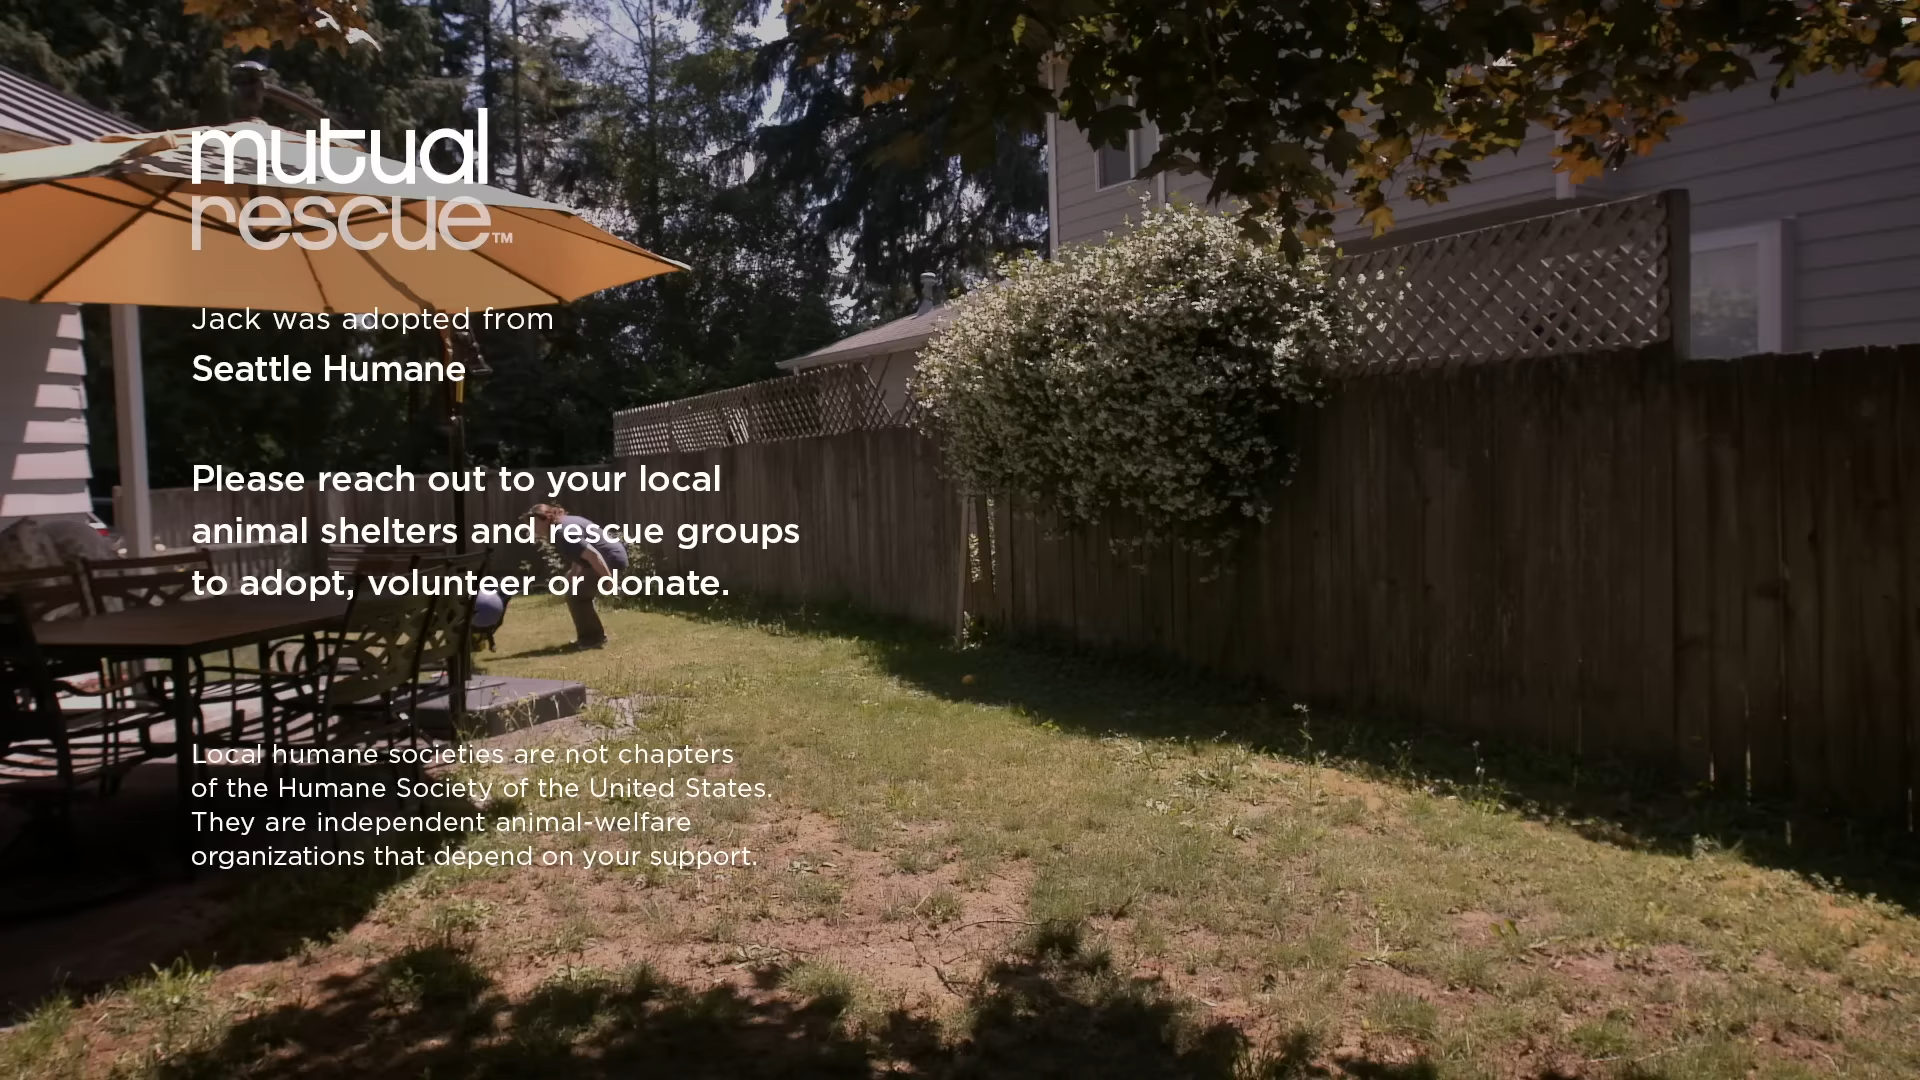 mutual
rescue™
Jack was adopted from
Seattle Humane
Please reach out to your local
animal shelters and rescue groups
to adopt, volunteer or donate.
Local humane societies are not chapters
of the Humane Society of the United States.
They are independent animal-welfare
organizations that depend on your support.